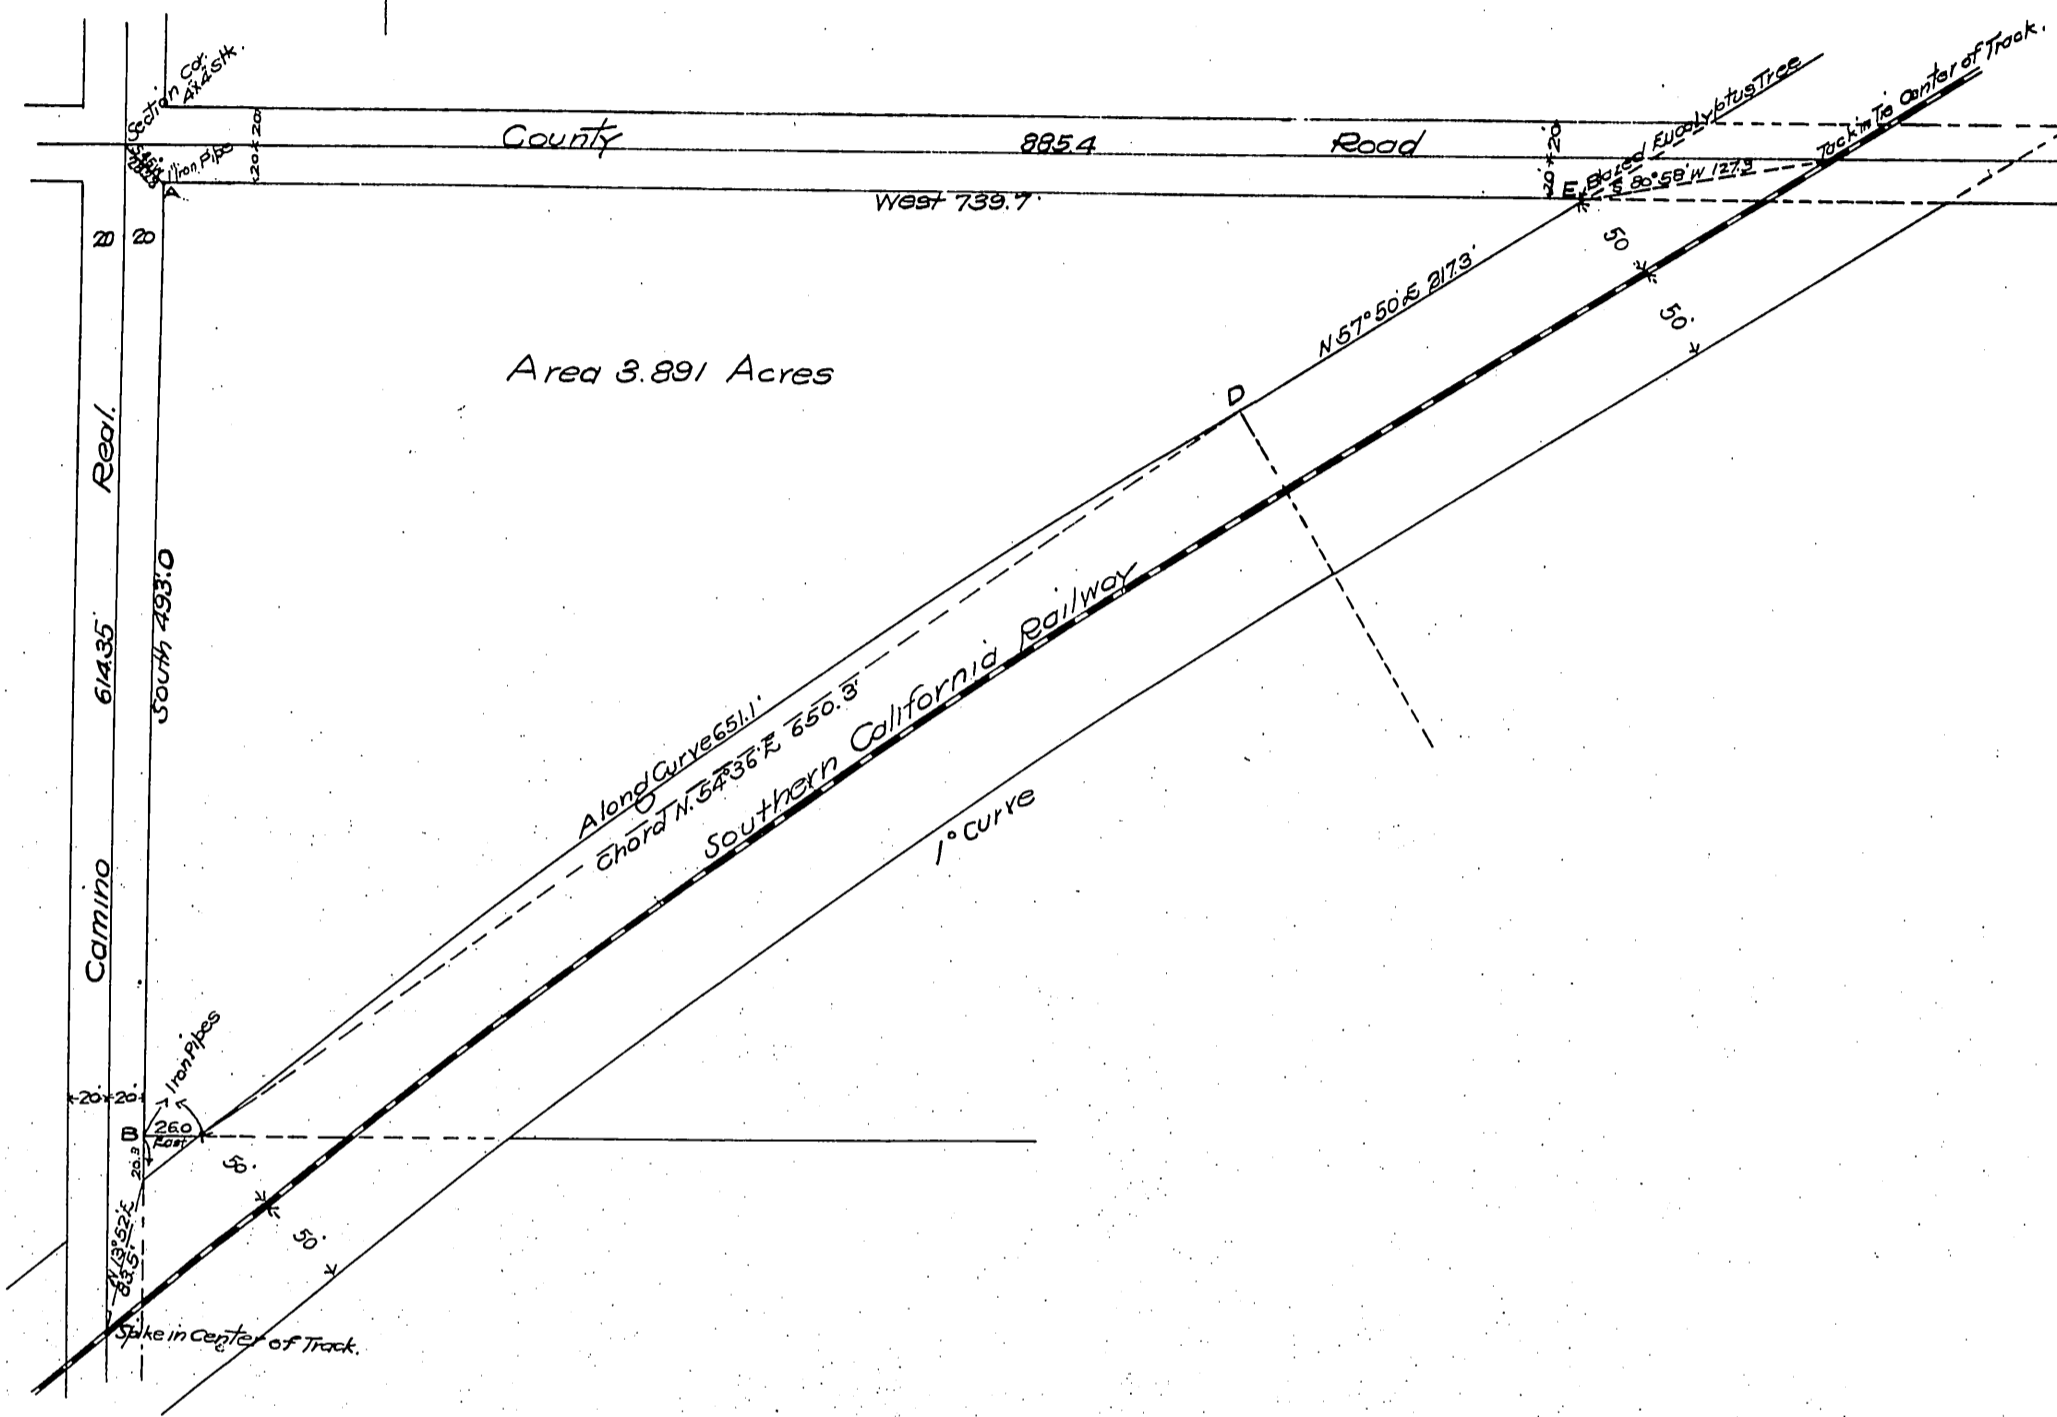 Section Cor.
4"x4" Stk.
1" Iron Pipe
A
20 x 20
County 885.4 Road
20 x 20
E
Blazed Eucalyptus Tree
S 80° 58' W 127.9
Tack in Tie Center of Track.
West 739.7'
20 20
50
50'
N 57° 50' E 217.3'
D
Area 3.891 Acres
Camino 614.35 Real.
South 493.0
Along Curve 651.1'
Chord N. 54° 36' E 650.3'
Southern California Railway
1° Curve
Iron Pipes
20 20
B
26.0
East
20.9
50'
50'
N 13° 52' E
83.5'
Spike in Center of Track.